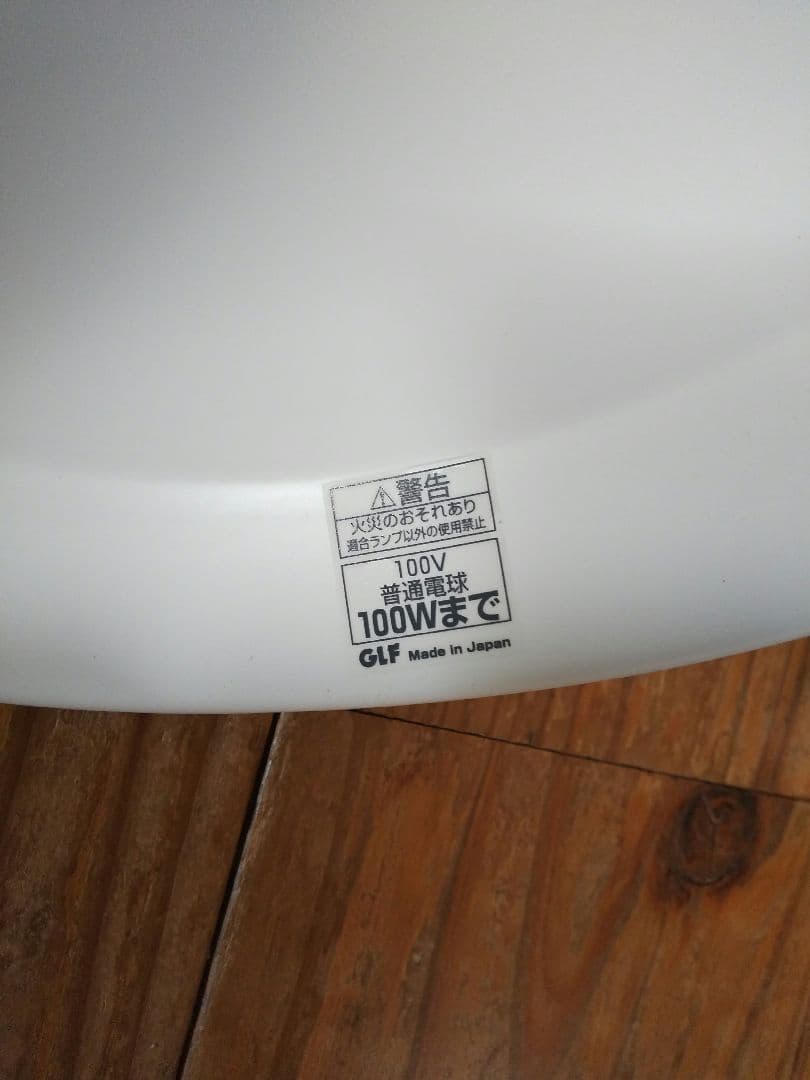 ⚠警告
火災のおそれあり
適合ランプ以外の使用禁止
100V
普通電球
100Wまで
GLF Made in Japan